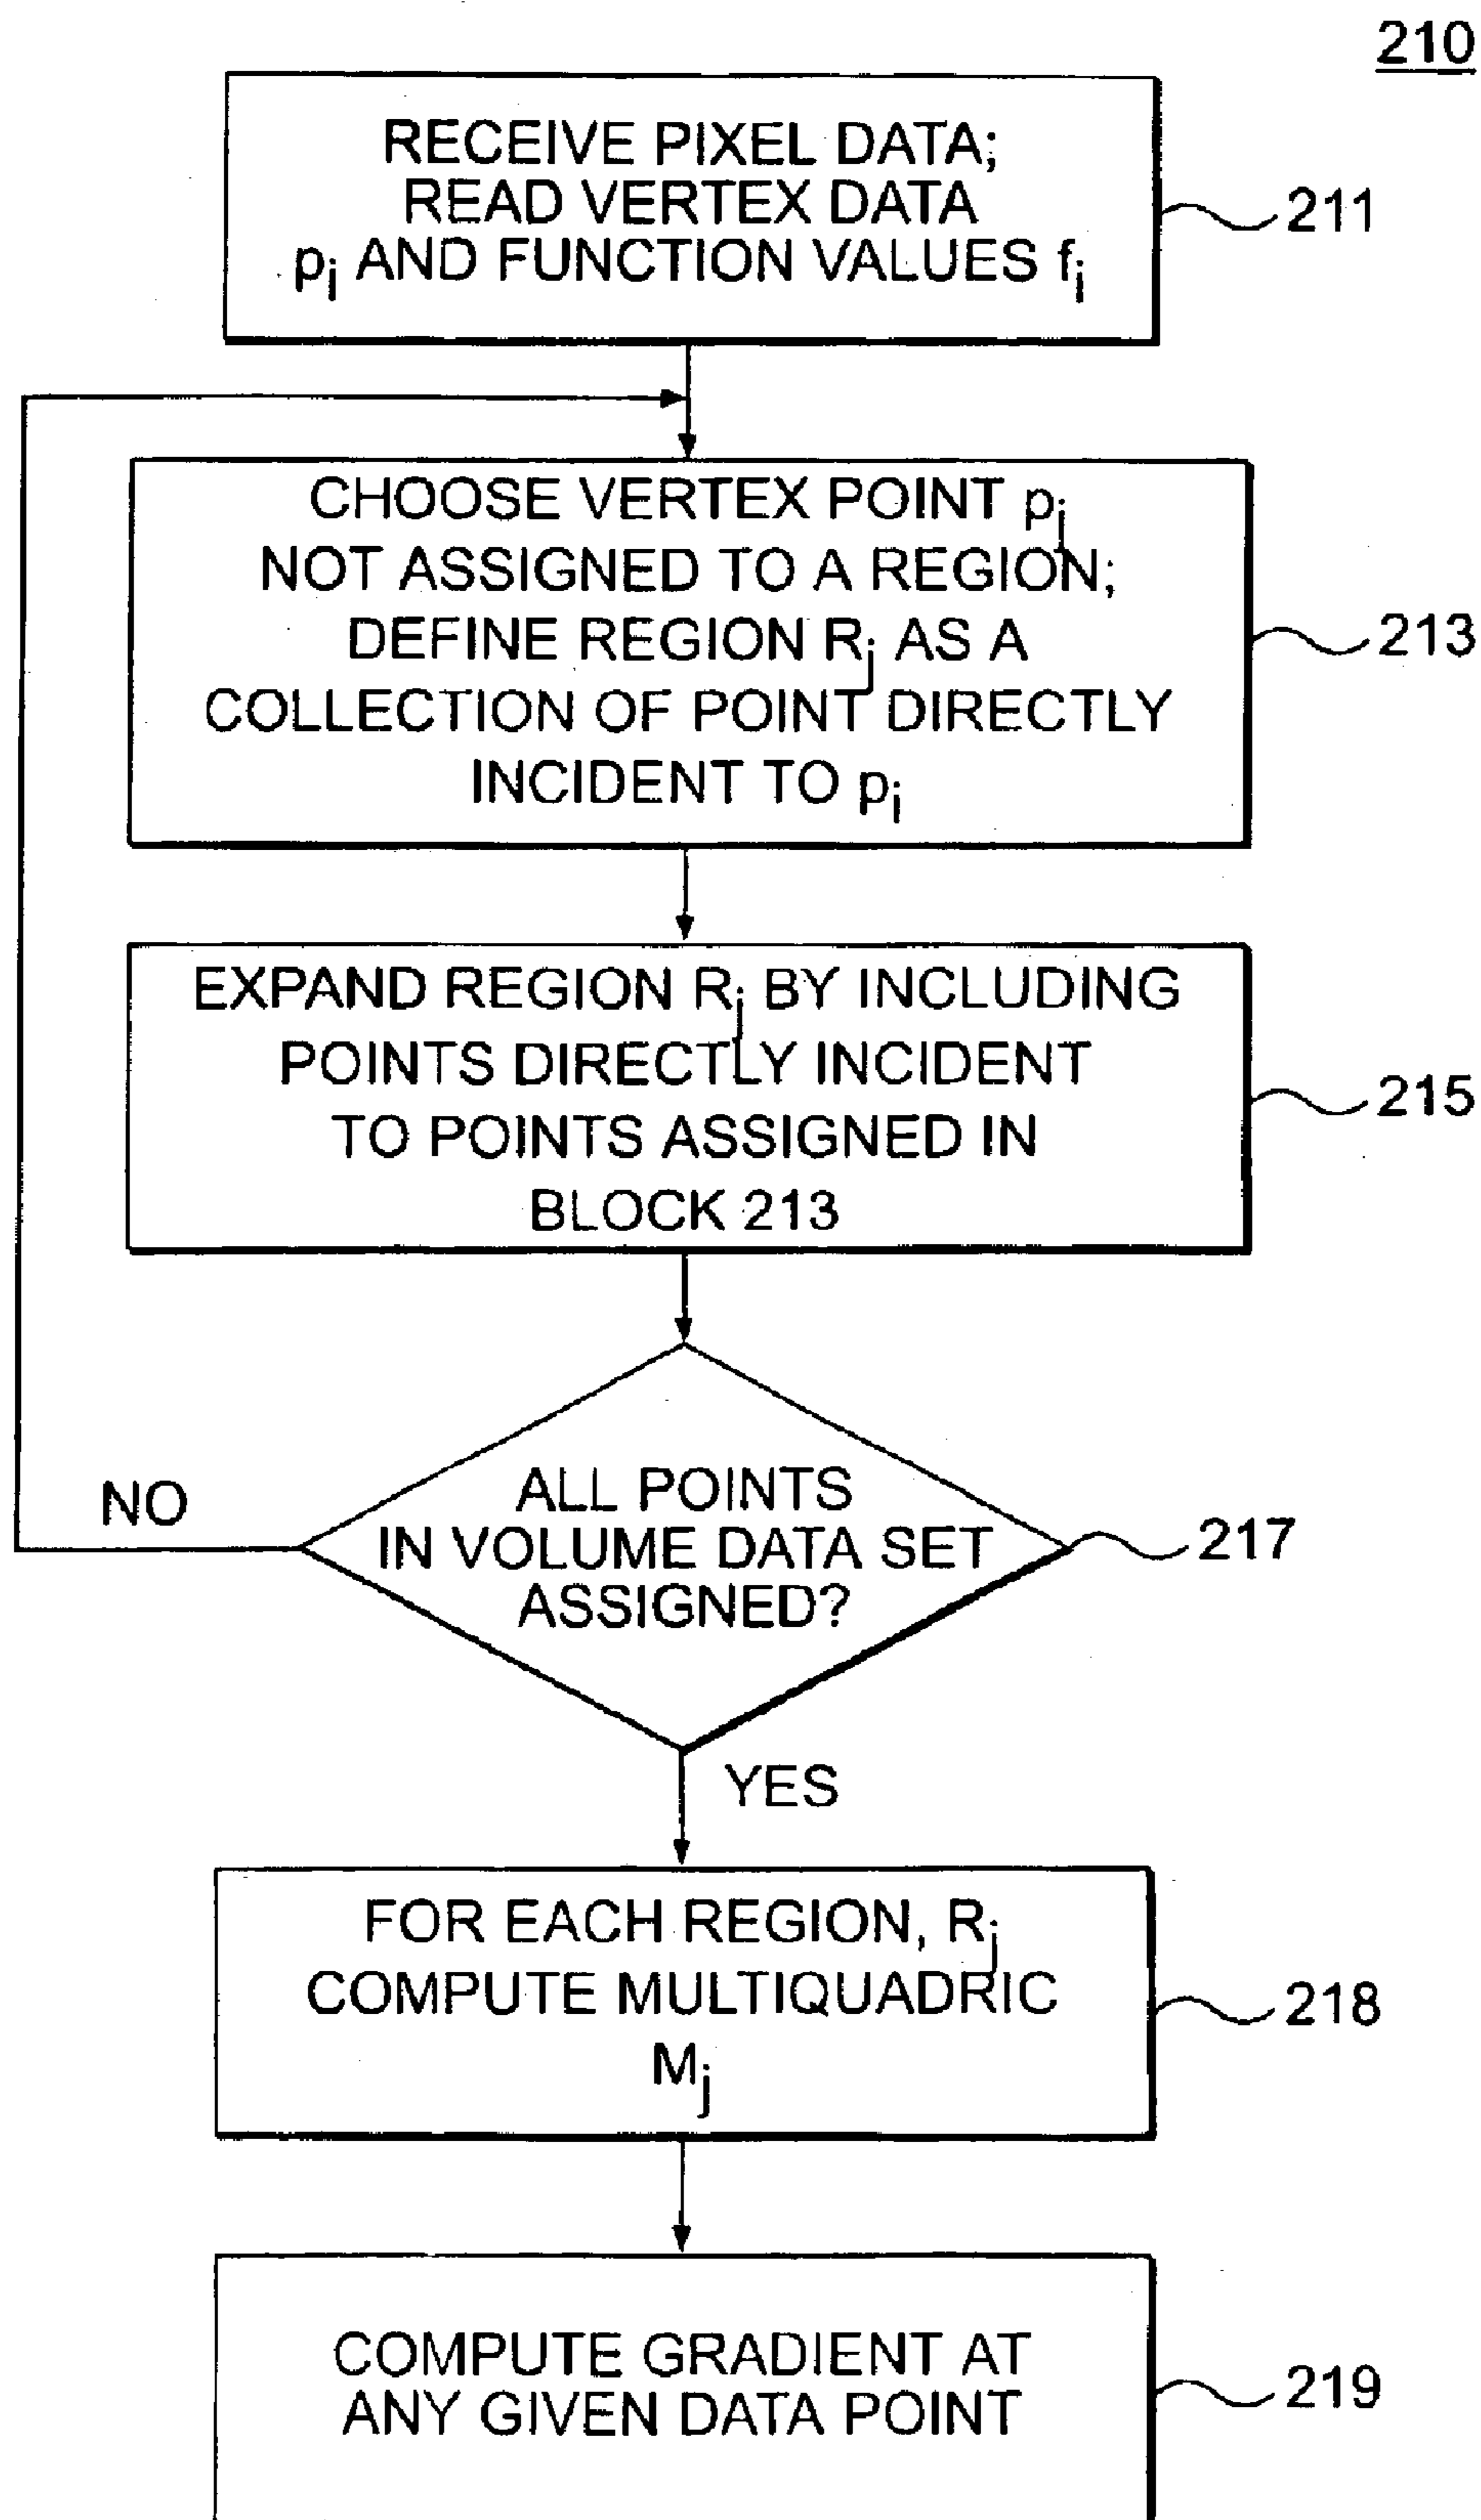 210
RECEIVE PIXEL DATA;
READ VERTEX DATA
pi AND FUNCTION VALUES fi
211
CHOOSE VERTEX POINT pj
NOT ASSIGNED TO A REGION;
DEFINE REGION Rj AS A
COLLECTION OF POINT DIRECTLY
INCIDENT TO pi
213
EXPAND REGION Rj BY INCLUDING
POINTS DIRECTLY INCIDENT
TO POINTS ASSIGNED IN
BLOCK 213
215
ALL POINTS
IN VOLUME DATA SET
ASSIGNED?
217
NO
YES
FOR EACH REGION, Rj
COMPUTE MULTIQUADRIC
Mj
218
COMPUTE GRADIENT AT
ANY GIVEN DATA POINT
219